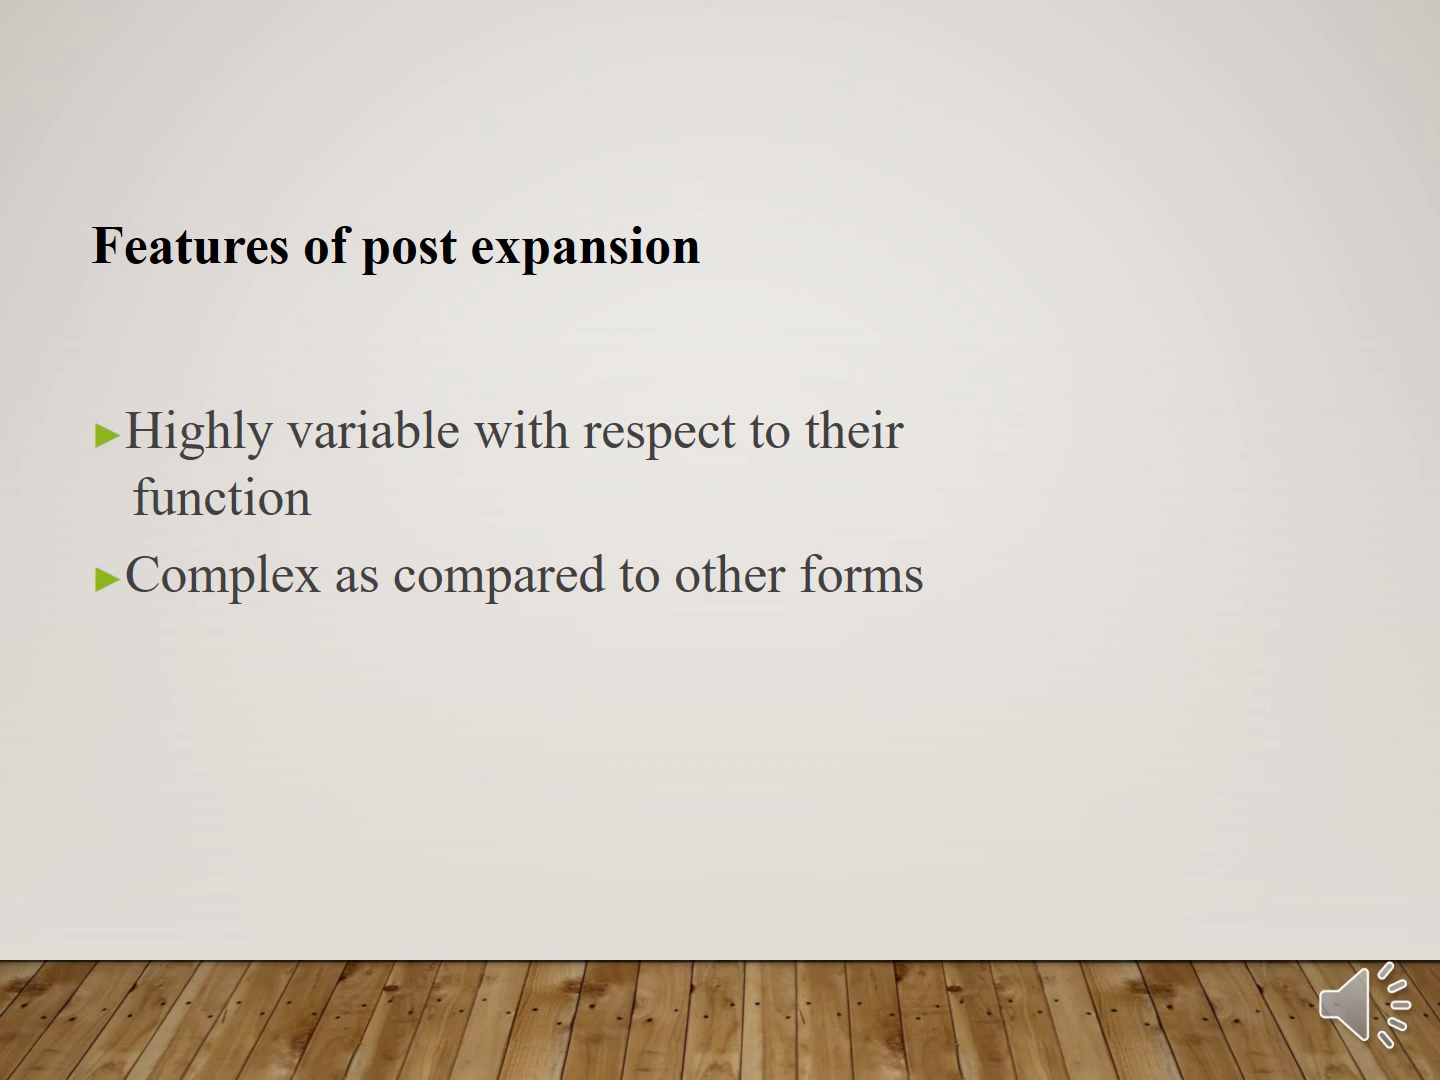 Features of post expansion
►Highly variable with respect to their
function
►Complex as compared to other forms